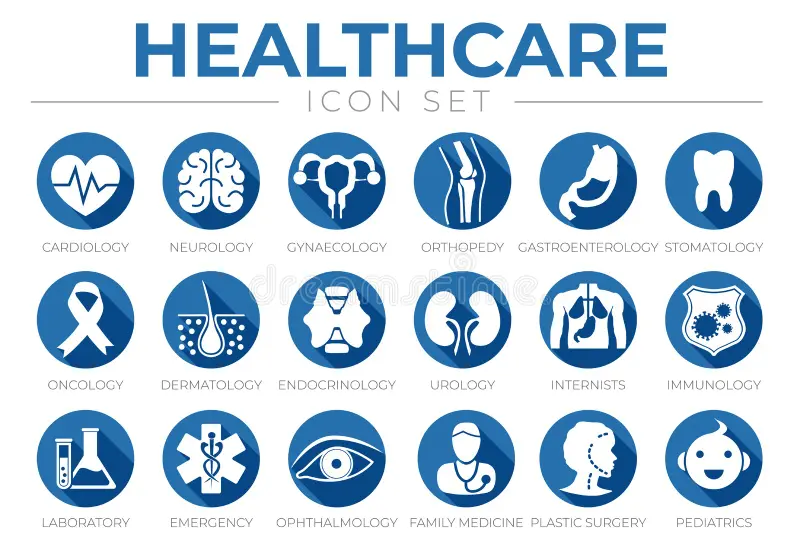 HEALTHCARE
ICON SET
CARDIOLOGY NEUROLOGY GYNAECOLOGY ORTHOPEDY GASTROENTEROLOGY STOMATOLOGY
ONCOLOGY DERMATOLOGY ENDOCRINOLOGY UROLOGY INTERNISTS IMMUNOLOGY
LABORATORY EMERGENCY OPHTHALMOLOGY FAMILY MEDICINE PLASTIC SURGERY PEDIATRICS
dreamstime